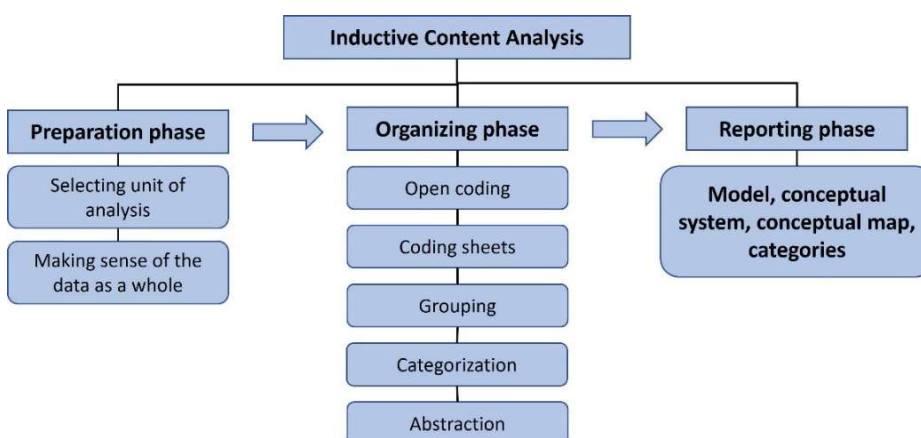 Inductive Content Analysis
Preparation phase
Organizing phase
Reporting phase
Selecting unit of
analysis
Making sense of the
data as a whole
Open coding
Coding sheets
Grouping
Categorization
Abstraction
Model, conceptual
system, conceptual map,
categories